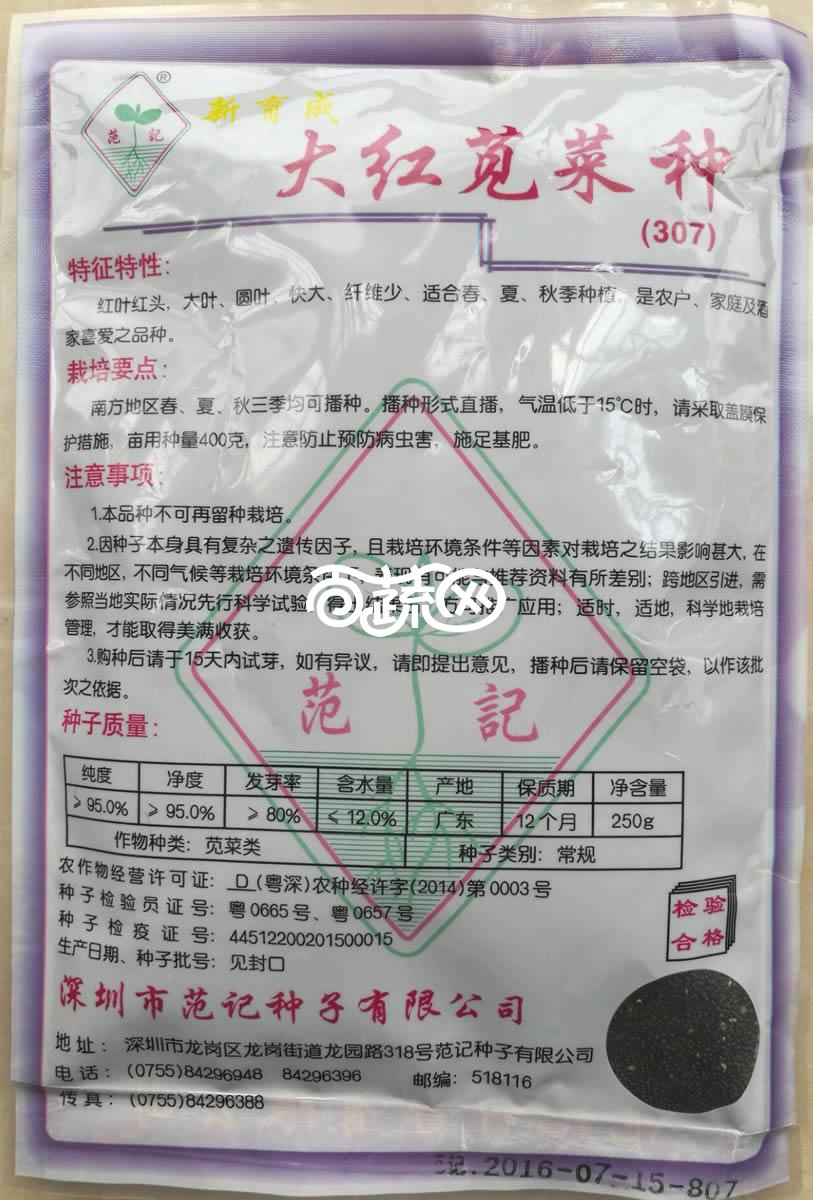 ®
范 記
新育成
大红苋菜种
(307)
特征特性：
红叶红头，大叶、圆叶、快大、纤维少、适合春、夏、秋季种植、是农户、家庭及酒
家喜爱之品种。
栽培要点：
南方地区春、夏、秋三季均可播种。播种形式直播，气温低于15℃时，请采取盖膜保
护措施，亩用种量400克，注意防止预防病虫害，施足基肥。
注意事项：
1.本品种不可再留种栽培。
2.因种子本身具有复杂之遗传因子，且栽培环境条件等因素对栽培之结果影响甚大，在
不同地区，不同气候等栽培环境条件 可能 推荐资料有所差别；跨地区引进，需
参照当地实际情况先行科学试验 应用；适时，适地，科学地栽培
管理，才能取得美满收获。
3.购种后请于15天内试芽，如有异议，请即提出意见，播种后请保留空袋，以作该批
次之依据。
百蔬网
范 記
种子质量：
纯度 净度 发芽率 含水量 产地 保质期 净含量
≥95.0% ≥95.0% ≥80% ≤12.0% 广东 12个月 250g
作物种类：苋菜类 种子类别：常规
农作物经营许可证：D(粤深)农种经许字(2014)第0003号
种子检验员证号：粤0665号、粤0657号
种子检疫证号：44512200201500015
生产日期、种子批号：见封口
检验
合格
深圳市范记种子有限公司
地址：深圳市龙岗区龙岗街道龙园路318号范记种子有限公司
电话：(0755)84296948 84296396 邮编：518116
传真：(0755)84296388
记.2016-07-15-807